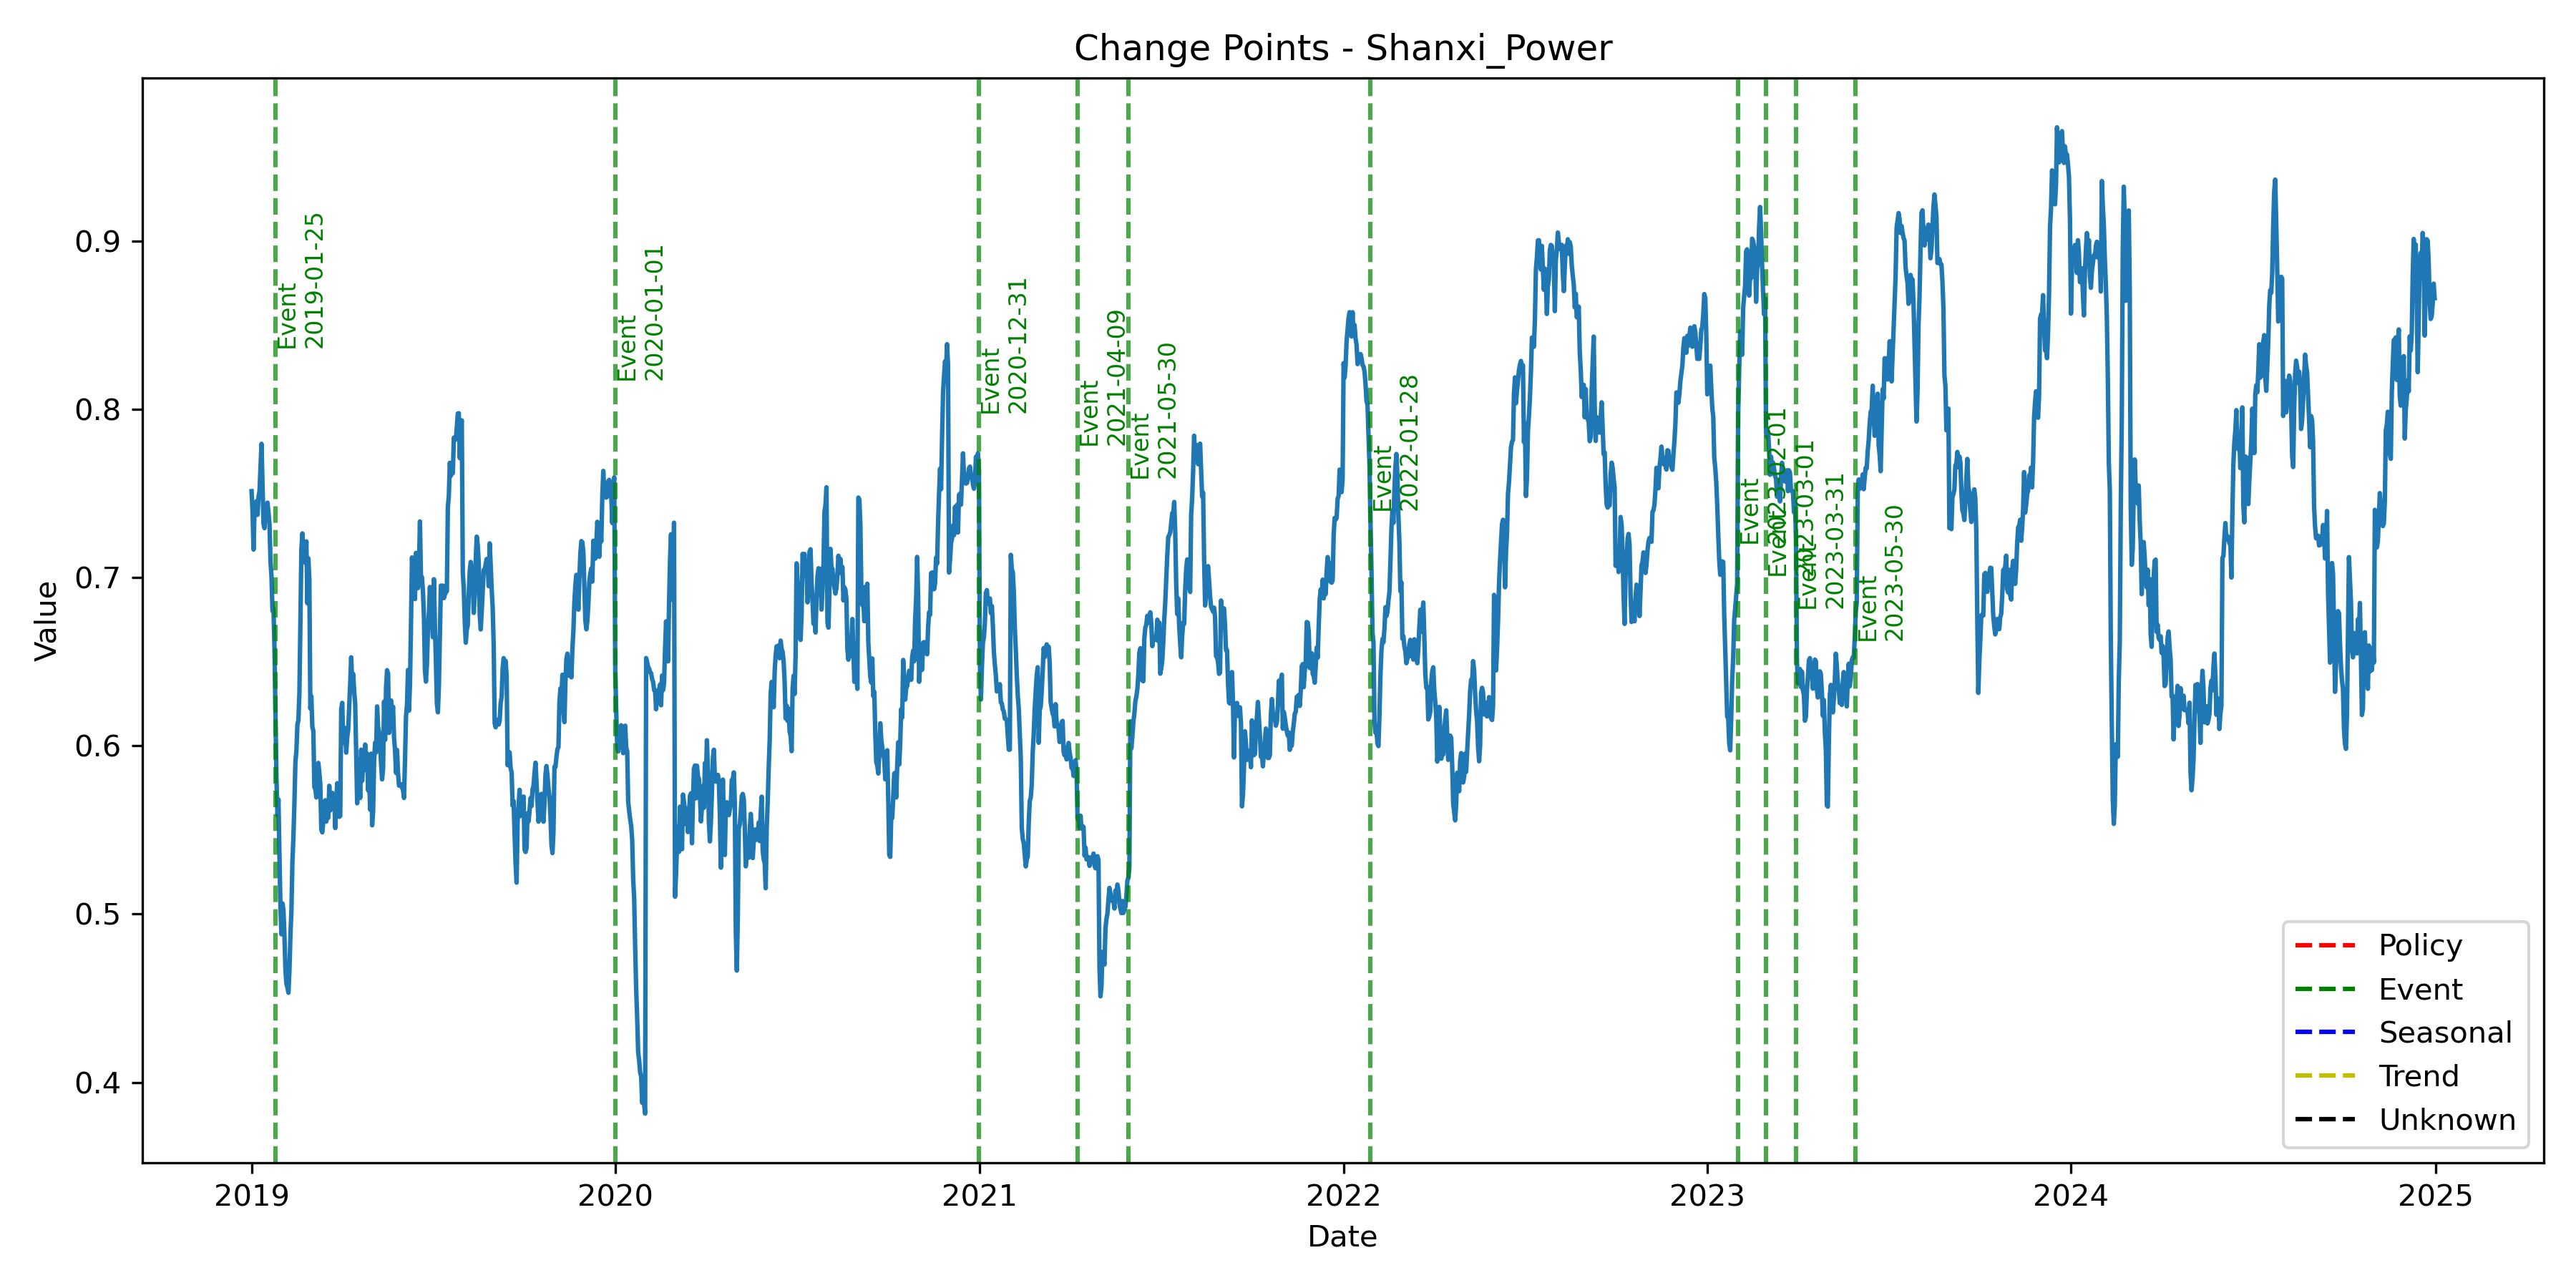 Change Points - Shanxi_Power
Value
0.9
0.8
0.7
0.6
0.5
0.4
Event
2019-01-25
Event
2020-01-01
Event
2020-12-31
Event
2021-04-09
Event
2021-05-30
Event
2022-01-28
Event
2023-02-01
Event
2023-03-01
Event
2023-03-31
Event
2023-05-30
Policy
Event
Seasonal
Trend
Unknown
2019
2020
2021
2022
2023
2024
2025
Date